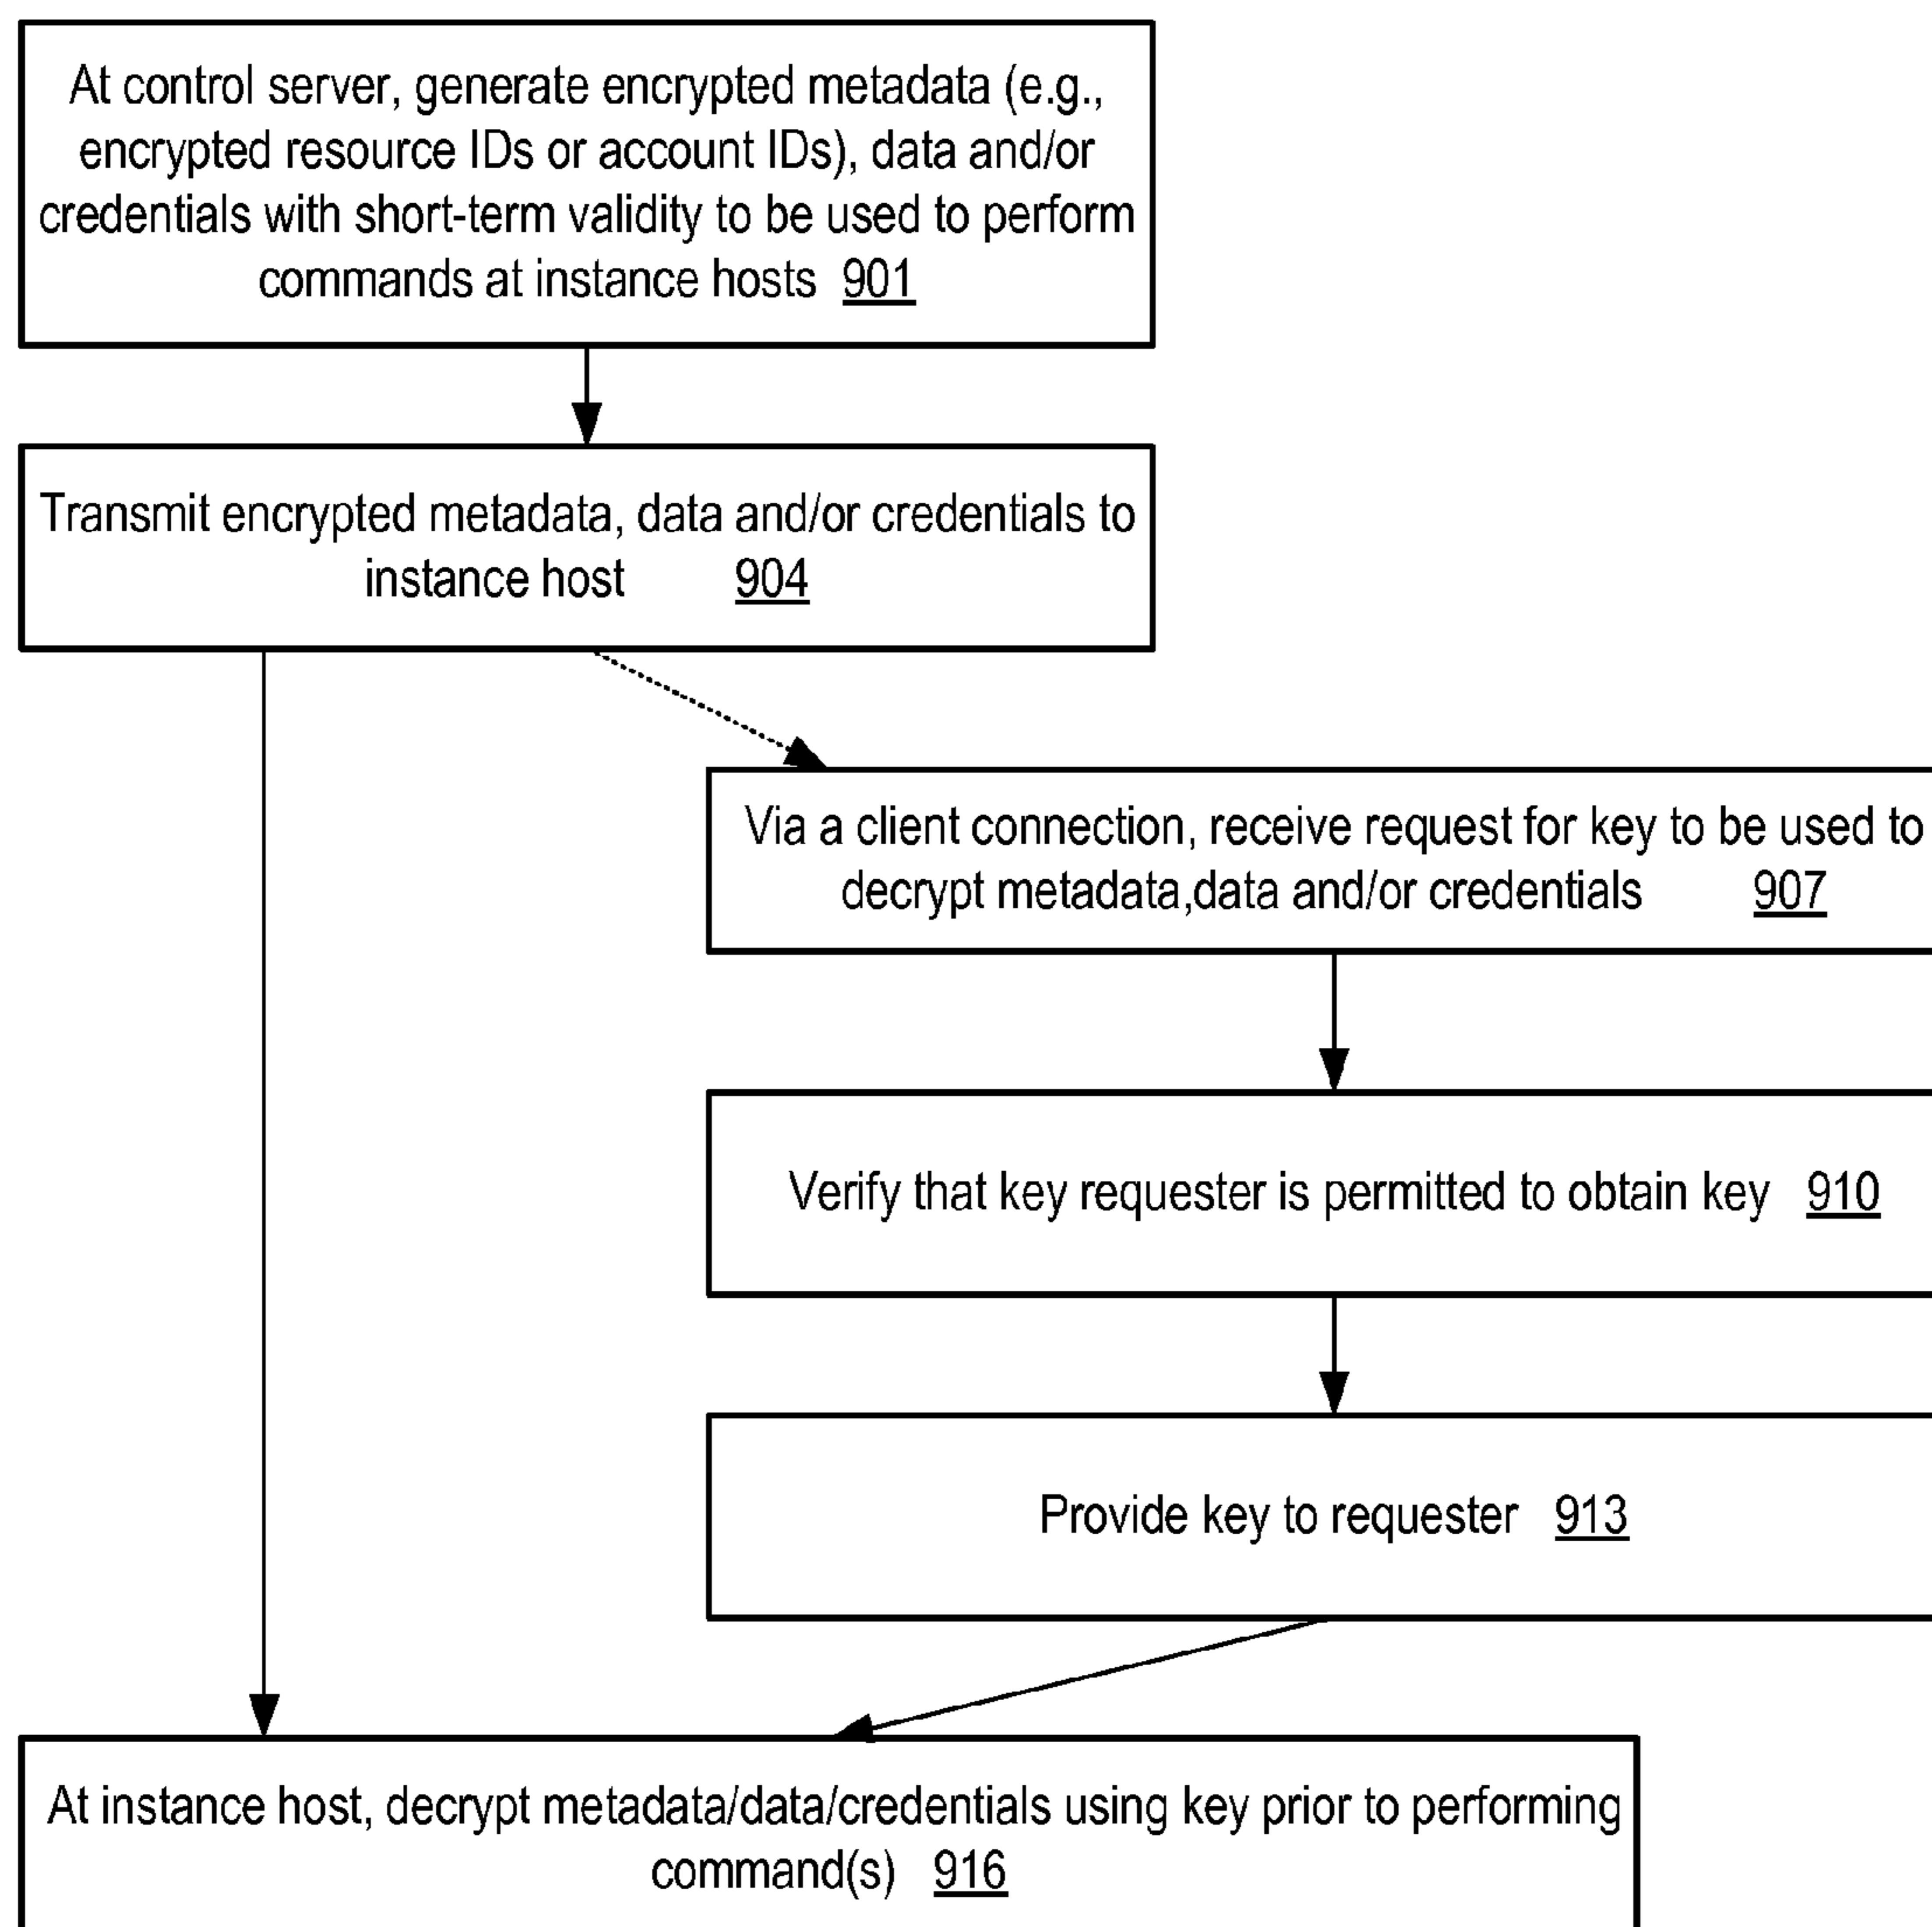 At control server, generate encrypted metadata (e.g.,
encrypted resource IDs or account IDs), data and/or
credentials with short-term validity to be used to perform
commands at instance hosts 901
Transmit encrypted metadata, data and/or credentials to
instance host 904
Via a client connection, receive request for key to be used to
decrypt metadata,data and/or credentials 907
Verify that key requester is permitted to obtain key 910
Provide key to requester 913
At instance host, decrypt metadata/data/credentials using key prior to performing
command(s) 916